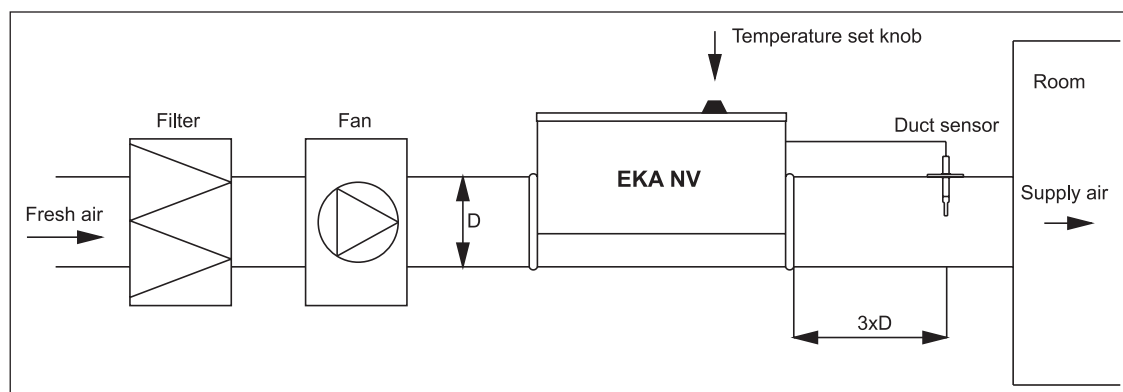 Temperature set knob
Room
Filter
Fan
Duct sensor
EKA NV
Fresh air
D
Supply air
3xD